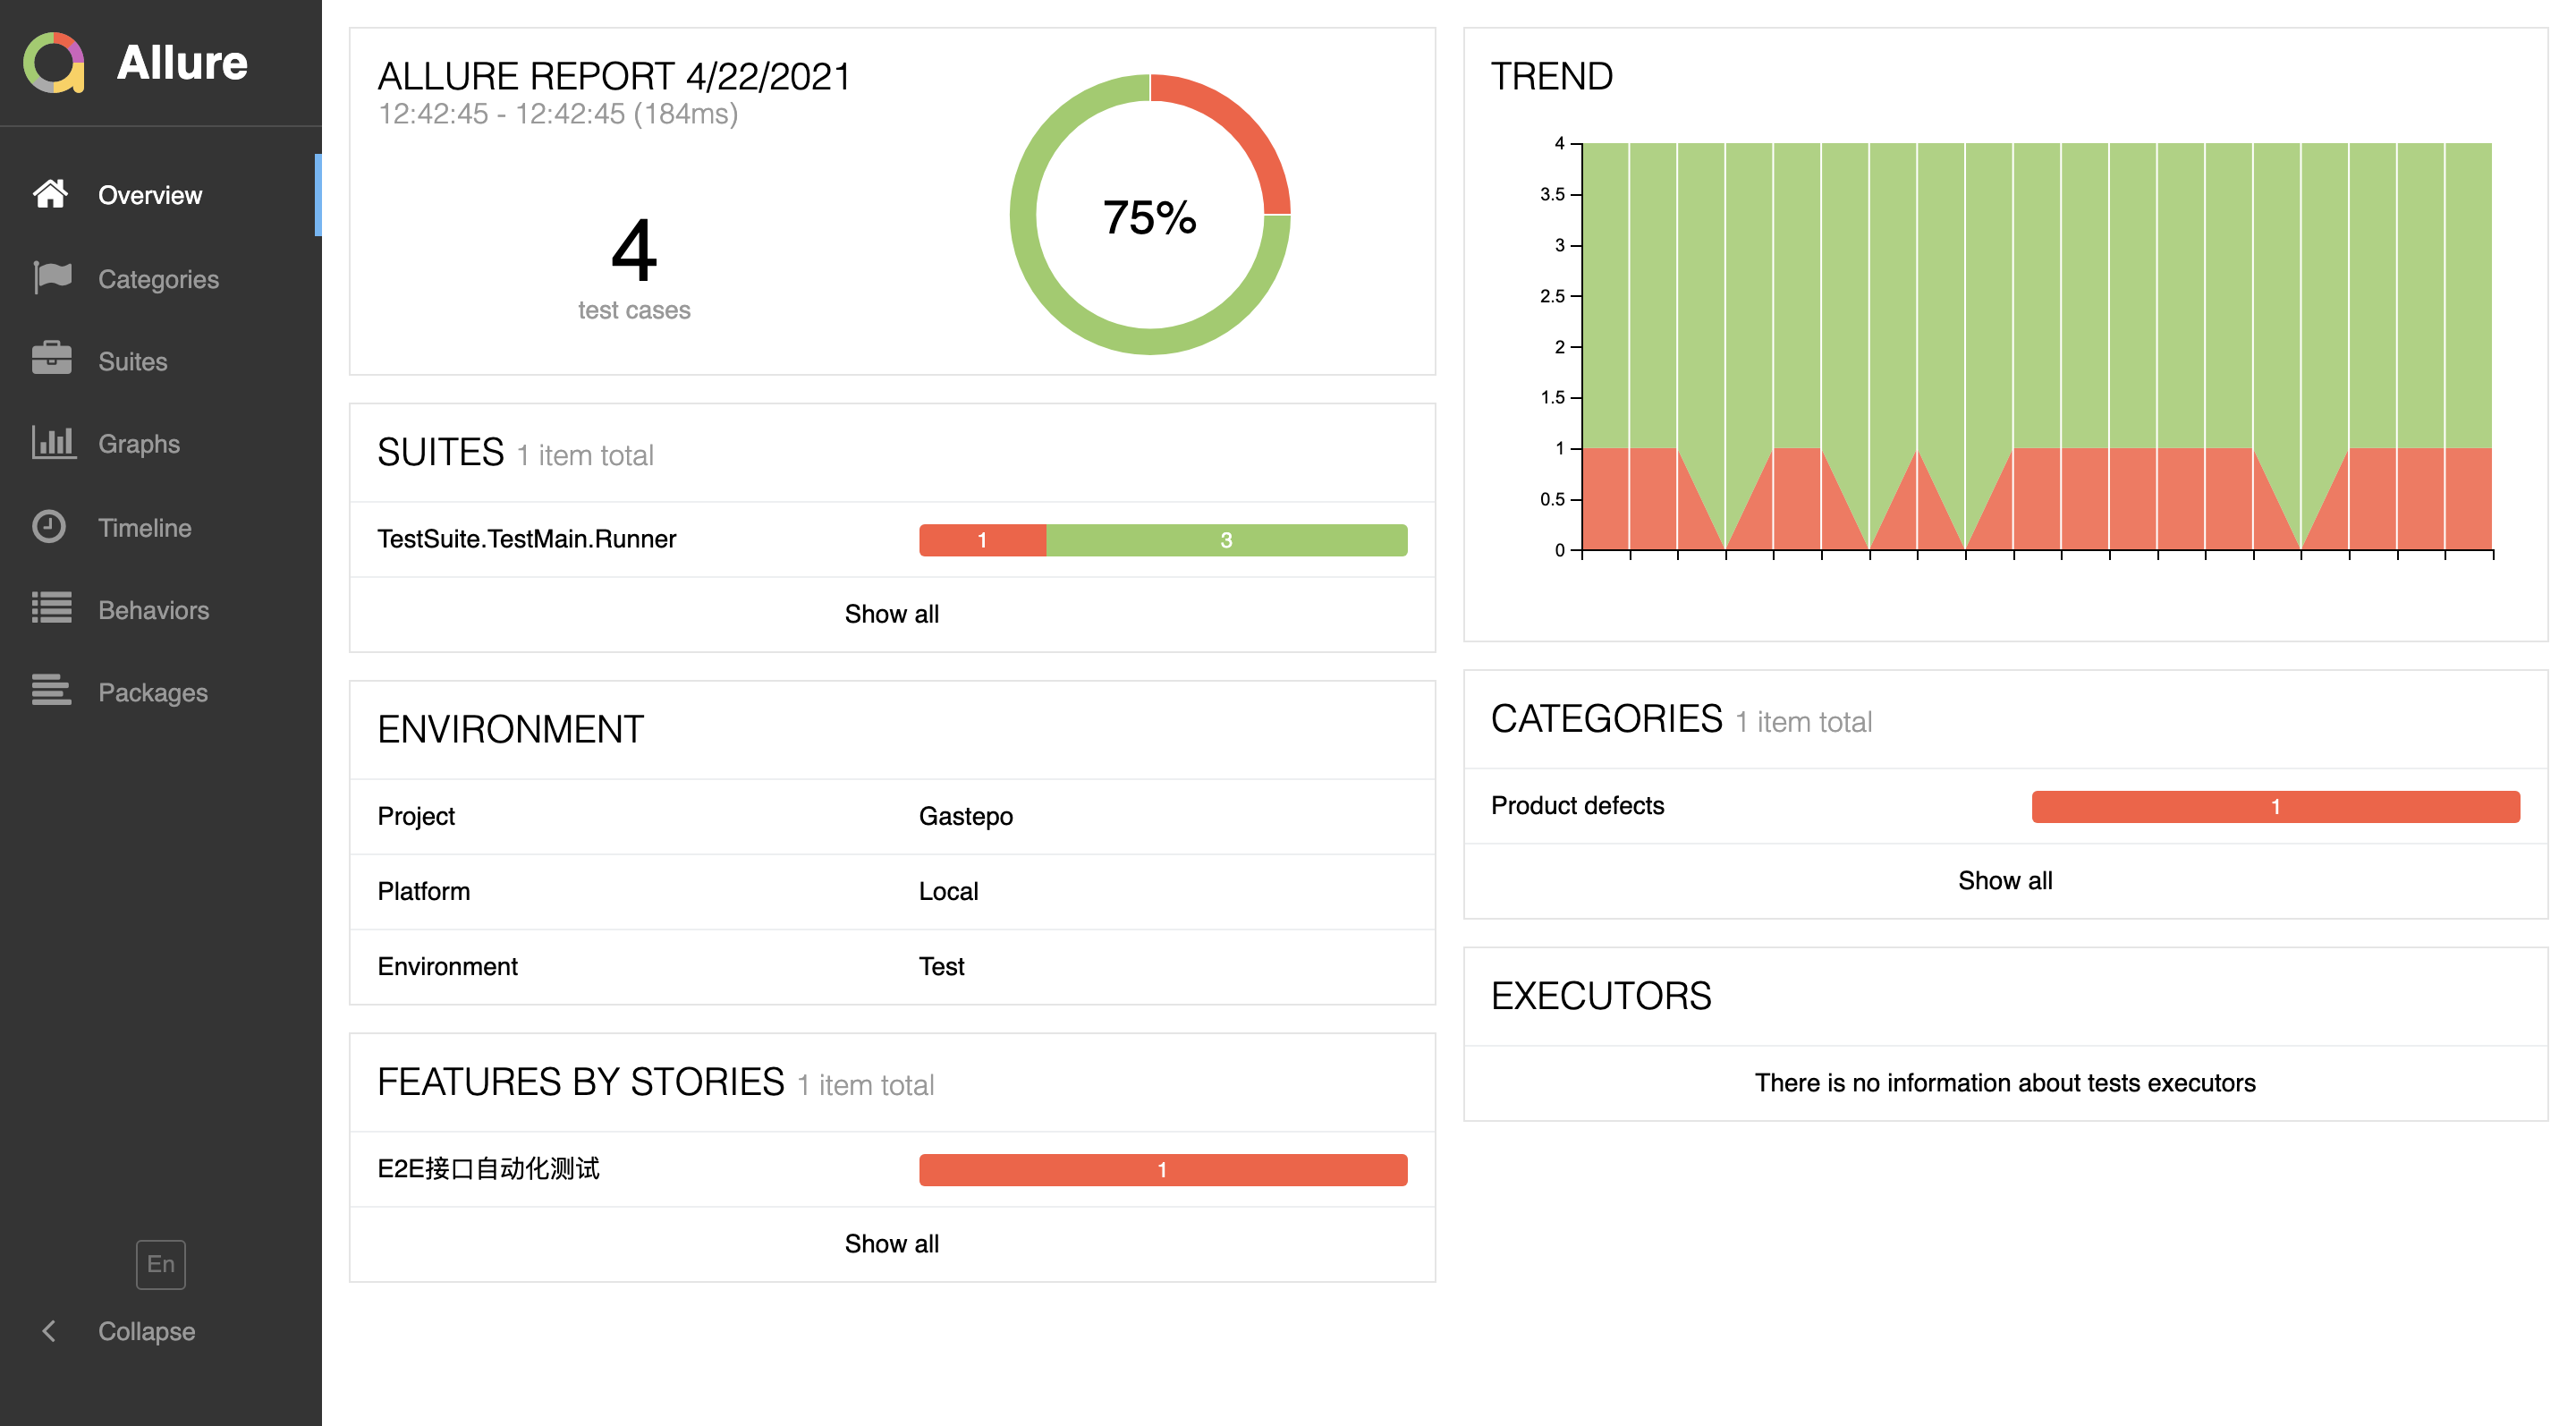 Allure
Overview
Categories
Suites
Graphs
Timeline
Behaviors
Packages
En
Collapse
ALLURE REPORT 4/22/2021
12:42:45 - 12:42:45 (184ms)
4
test cases
75%
SUITES 1 item total
TestSuite.TestMain.Runner 1 3
Show all
ENVIRONMENT
Project Gastepo
Platform Local
Environment Test
FEATURES BY STORIES 1 item total
E2E接口自动化测试 1
Show all
TREND
4
3.5
3
2.5
2
1.5
1
0.5
0
CATEGORIES 1 item total
Product defects 1
Show all
EXECUTORS
There is no information about tests executors